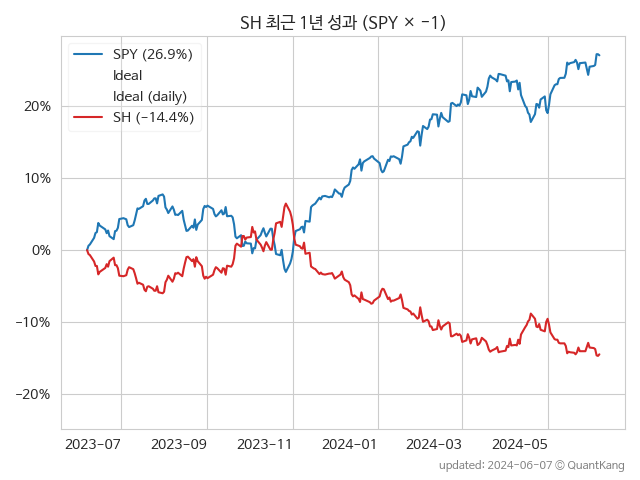 SH 최근 1년 성과 (SPY × −1)
SPY (26.9%)
Ideal
Ideal (daily)
SH (−14.4%)
20%
10%
0%
−10%
−20%
2023-07 2023-09 2023-11 2024-01 2024-03 2024-05
updated: 2024-06-07 © QuantKang